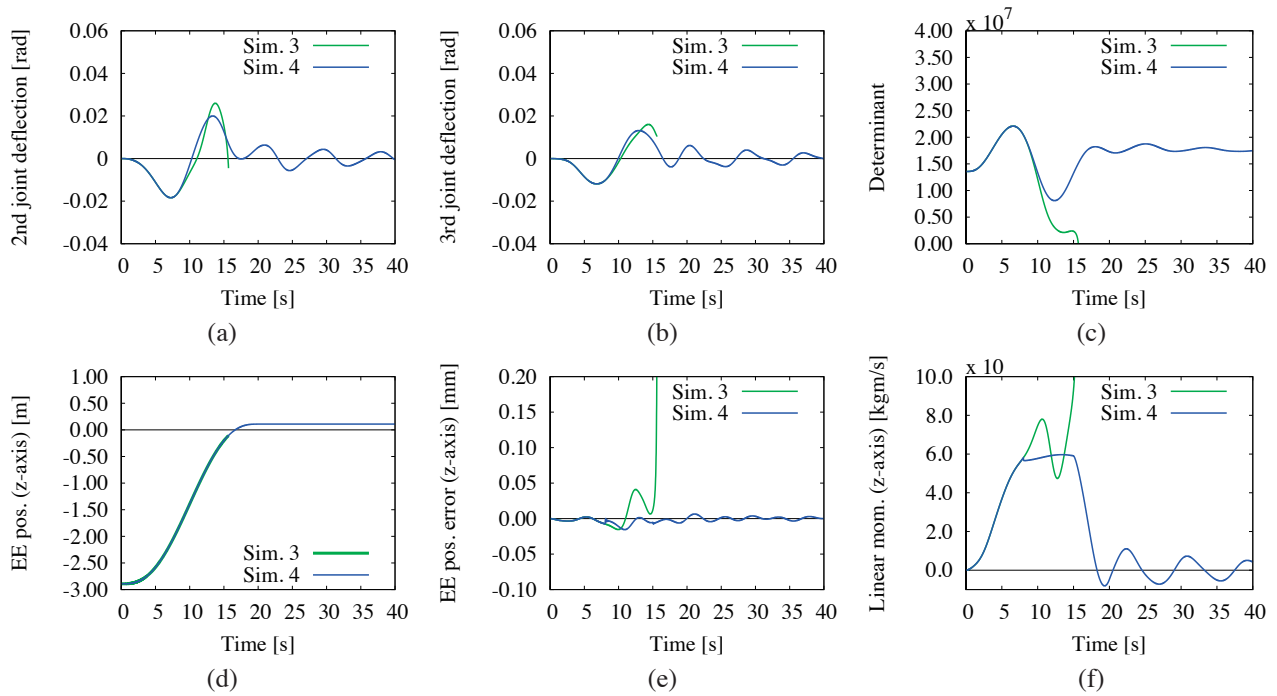 2nd joint deflection [rad]
0.06
0.04
0.02
0
-0.02
-0.04
Sim. 3
Sim. 4
0 5 10 15 20 25 30 35 40
Time [s]
(a)
3rd joint deflection [rad]
0.06
0.04
0.02
0
-0.02
-0.04
Sim. 3
Sim. 4
0 5 10 15 20 25 30 35 40
Time [s]
(b)
Determinant
x 10^7
4.00
3.50
3.00
2.50
2.00
1.50
1.00
0.50
0.00
Sim. 3
Sim. 4
0 5 10 15 20 25 30 35 40
Time [s]
(c)
EE pos. (z-axis) [m]
1.00
0.50
0.00
-0.50
-1.00
-1.50
-2.00
-2.50
-3.00
Sim. 3
Sim. 4
0 5 10 15 20 25 30 35 40
Time [s]
(d)
EE pos. error (z-axis) [mm]
0.20
0.15
0.10
0.05
0.00
-0.05
-0.10
Sim. 3
Sim. 4
0 5 10 15 20 25 30 35 40
Time [s]
(e)
Linear mom. (z-axis) [kgm/s]
x 10
10.0
8.0
6.0
4.0
2.0
0.0
Sim. 3
Sim. 4
0 5 10 15 20 25 30 35 40
Time [s]
(f)